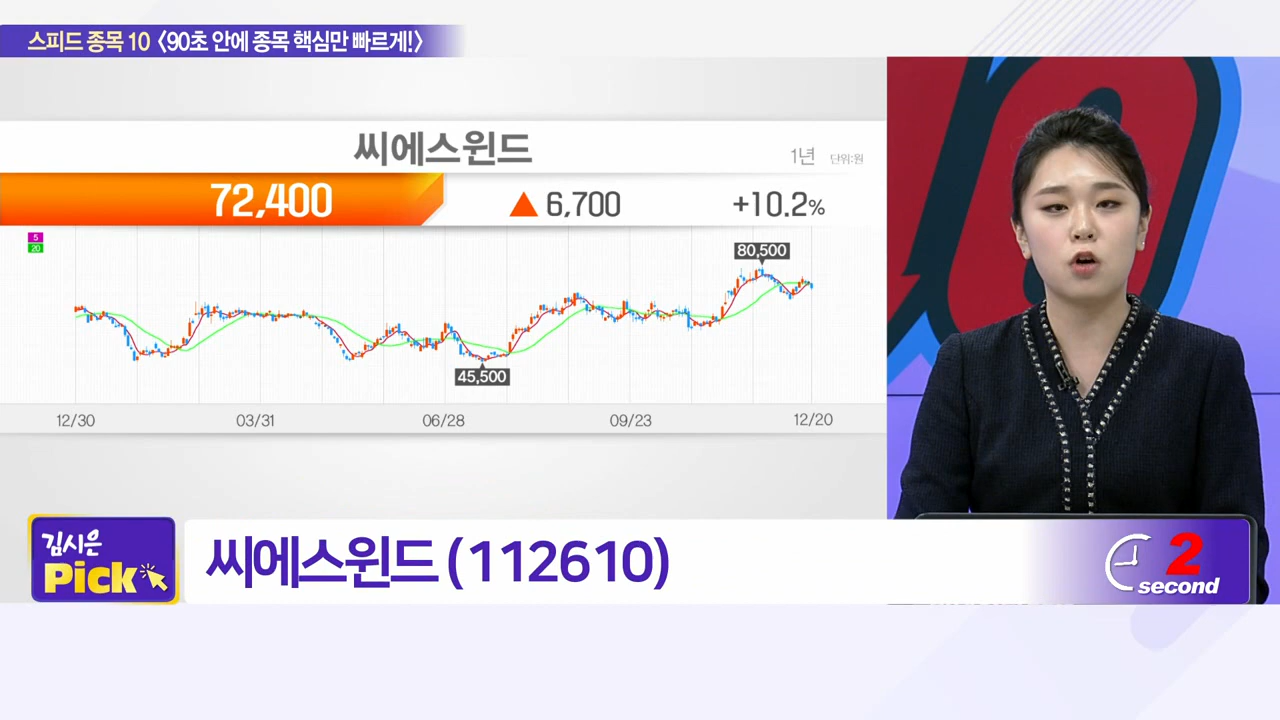 스피드 종목 10 〈90초 안에 종목 핵심만 빠르게!〉
씨에스윈드
1년 단위:원
72,400 ▲ 6,700 +10.2%
5
20
80,500
45,500
12/30 03/31 06/28 09/23 12/20
김시은
Pick
씨에스윈드 (112610)
2
second